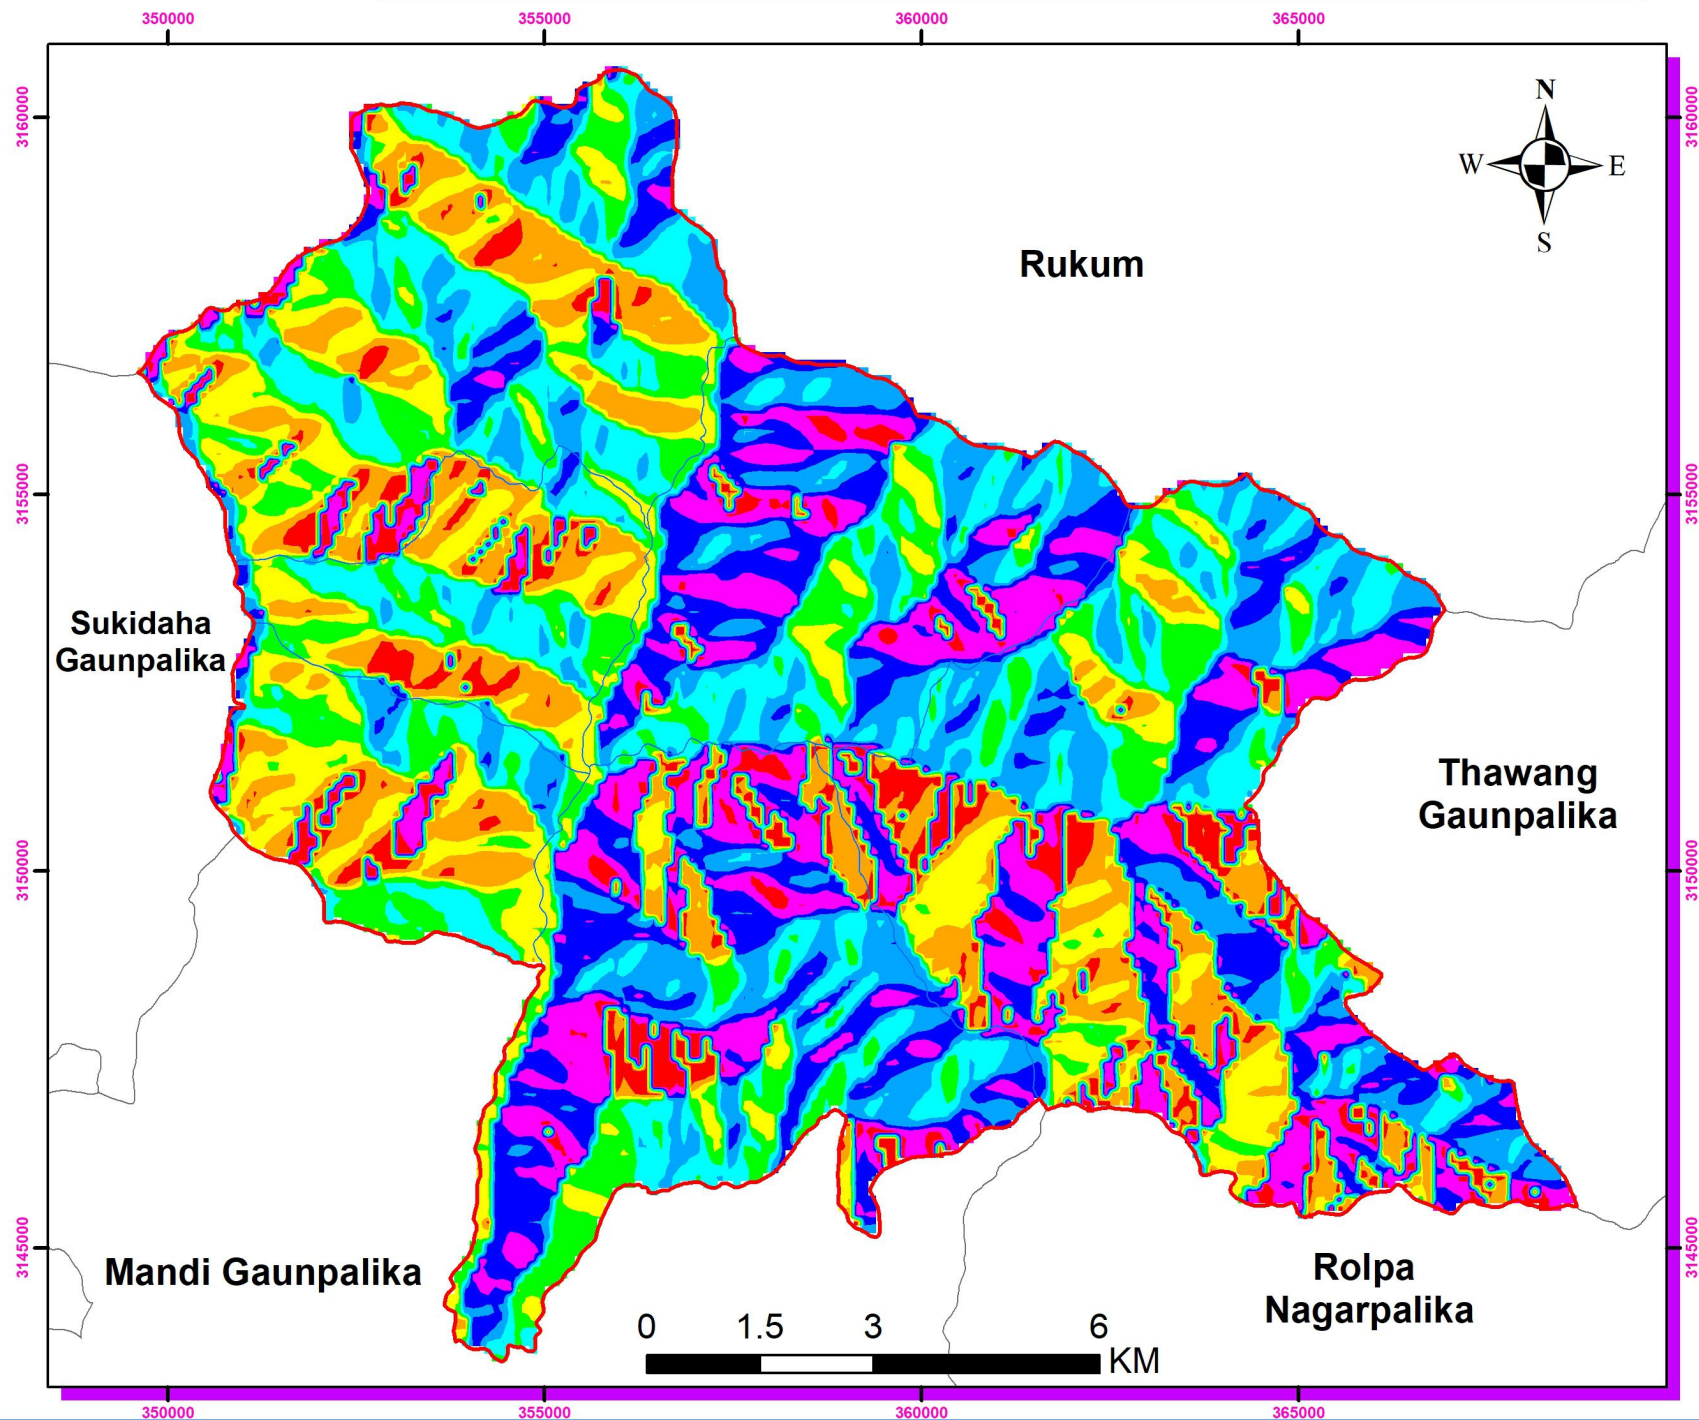 350000 355000 360000 365000
3160000 3160000
N
W E
S
Rukum
3155000 3155000
Sukidaha
Gaunpalika
Thawang
Gaunpalika
3150000 3150000
3145000 3145000
Mandi Gaunpalika
Rolpa
Nagarpalika
0 1.5 3 6
KM
350000 355000 360000 365000